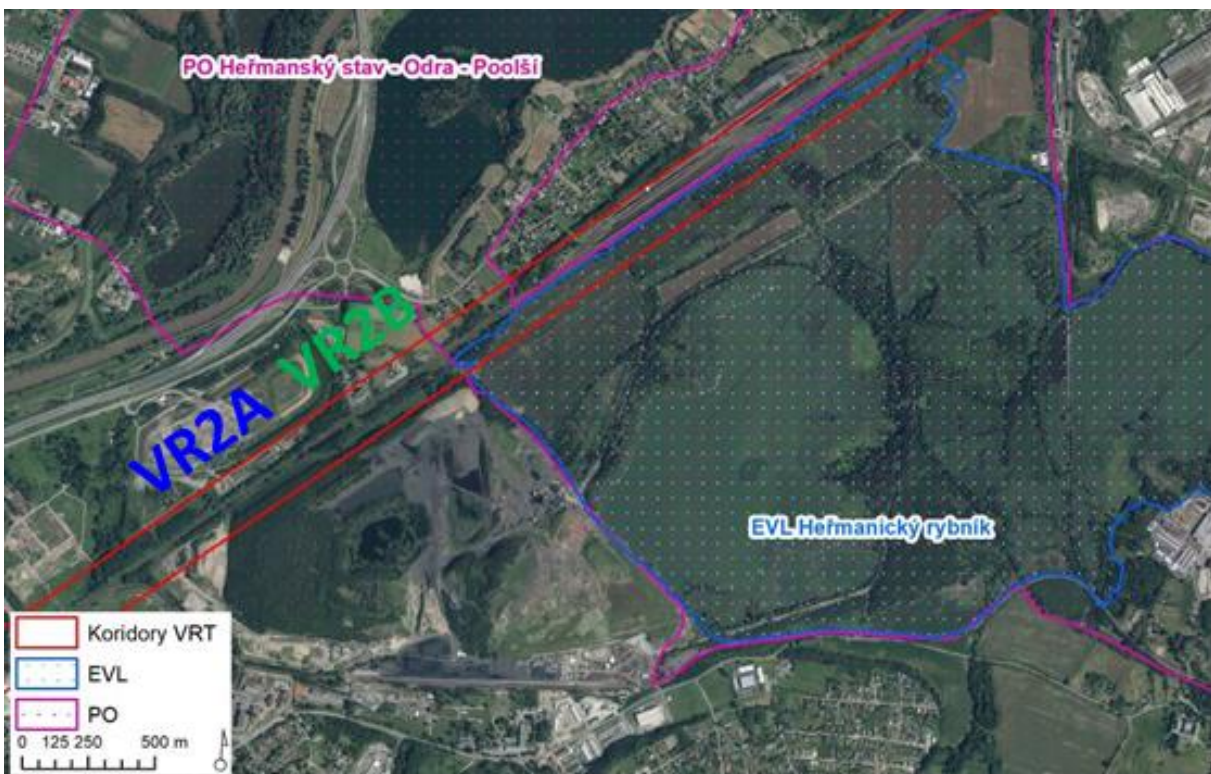 PO Heřmanský stav - Odra - Poolší
VR2A VR2B
EVL Heřmanický rybník
Koridory VRT
EVL
PO
0 125 250 500 m